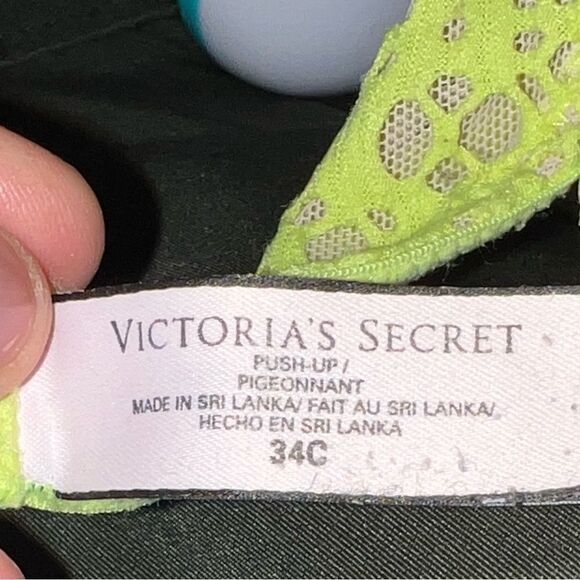 VICTORIA'S SECRET
PUSH-UP/
PIGEONNANT
MADE IN SRI LANKA/ FAIT AU SRI LANKA/
HECHO EN SRI LANKA
34C